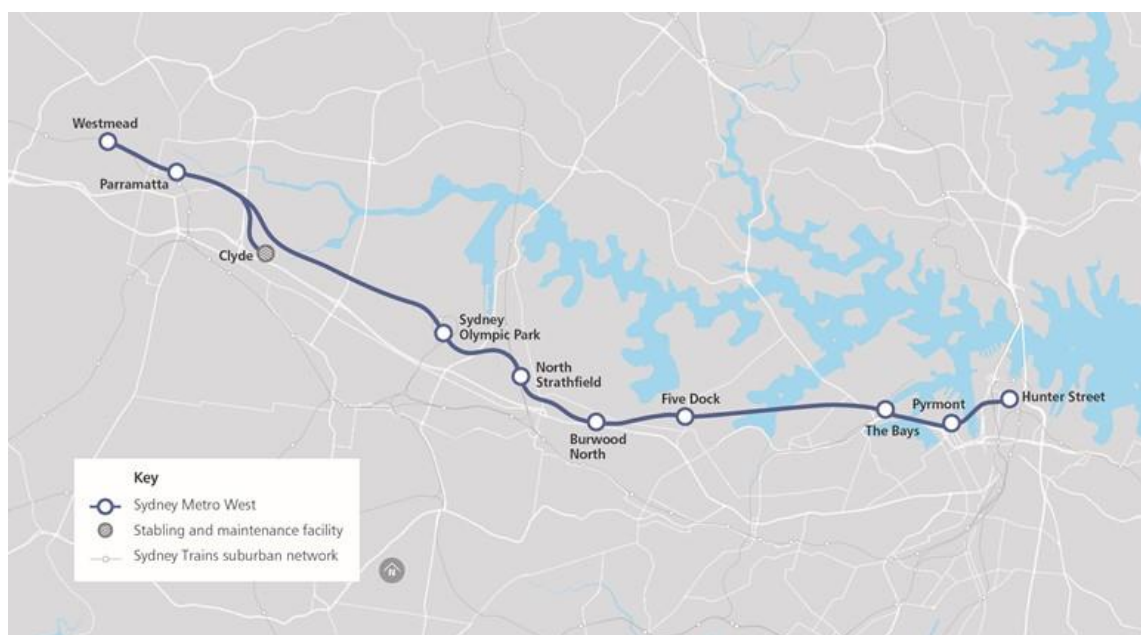 Westmead
Parramatta
Clyde
Sydney
Olympic Park
North
Strathfield
Five Dock
Burwood
North
Pyrmont
The Bays
Hunter Street
Key
Sydney Metro West
Stabling and maintenance facility
Sydney Trains suburban network
N